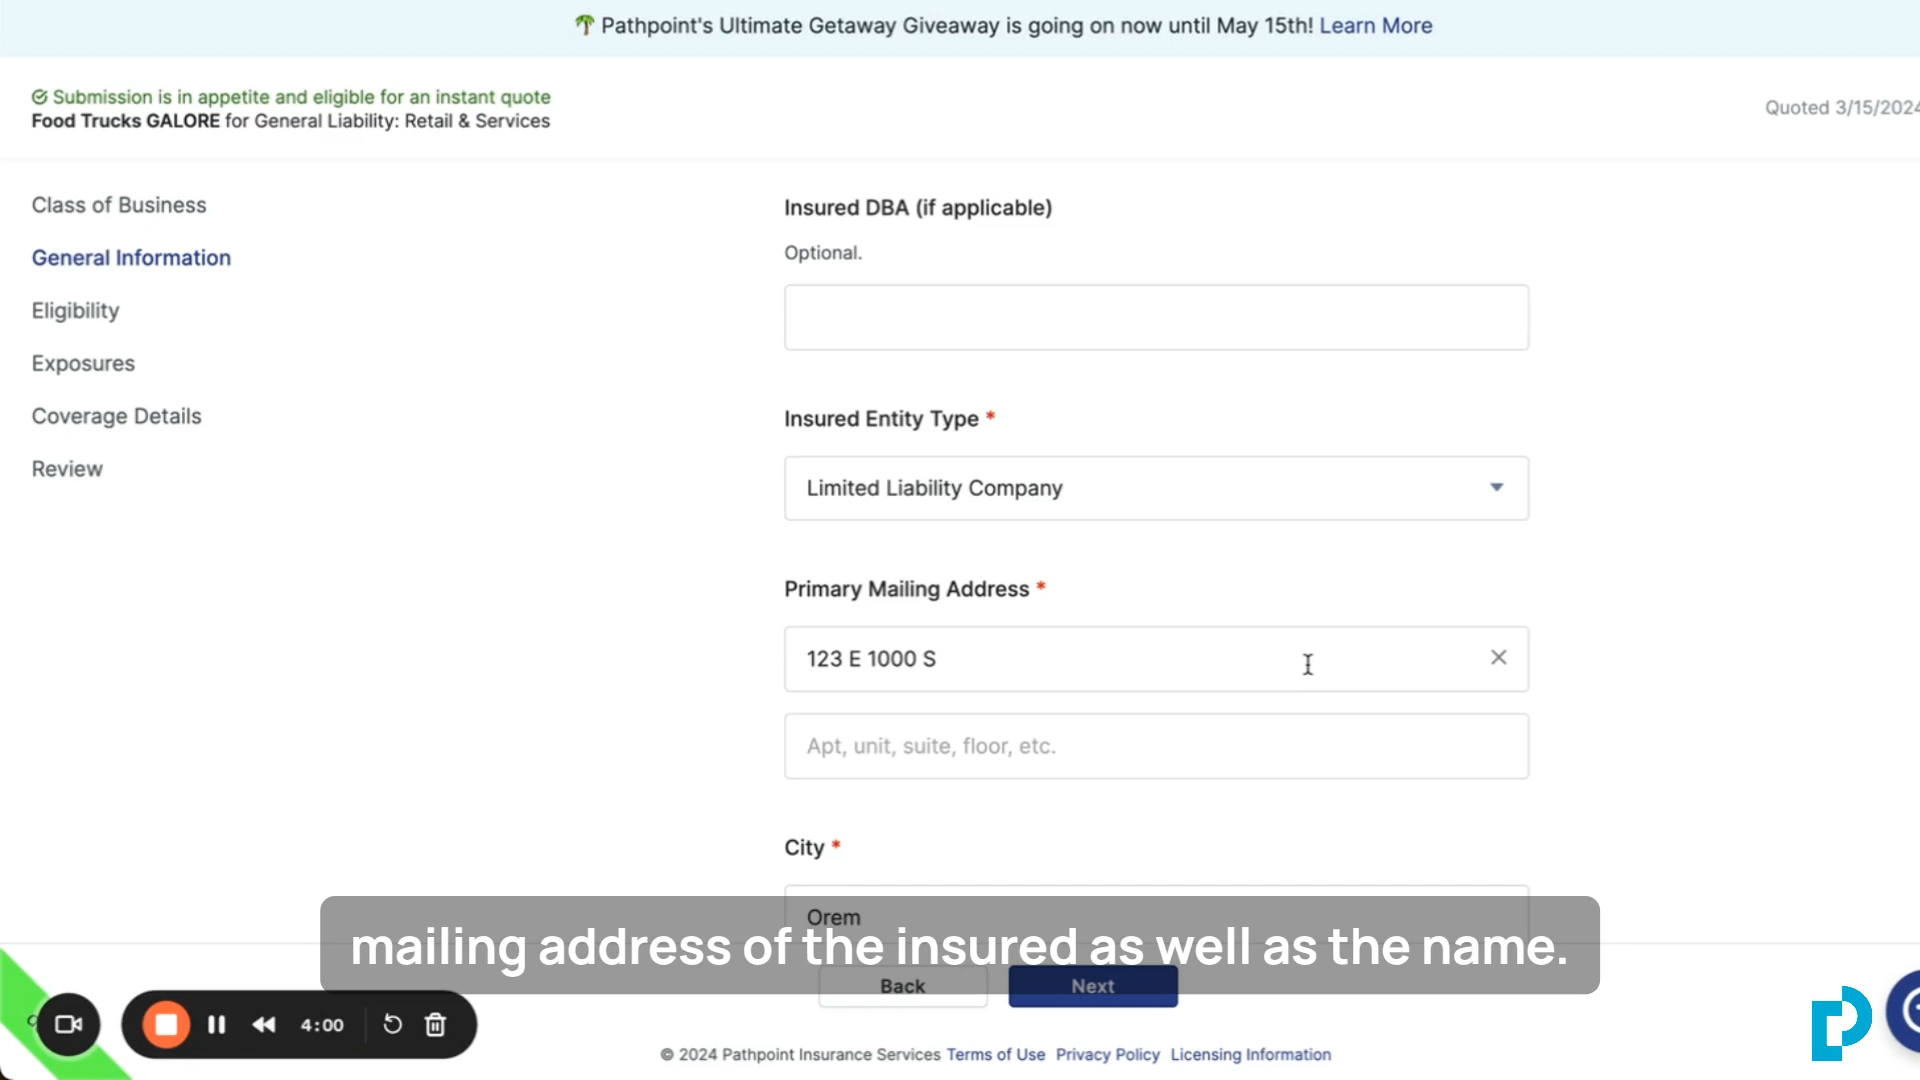 Pathpoint's Ultimate Getaway Giveaway is going on now until May 15th! Learn More
Submission is in appetite and eligible for an instant quote
Food Trucks GALORE for General Liability: Retail & Services
Quoted 3/15/2024
Class of Business
General Information
Eligibility
Exposures
Coverage Details
Review
Insured DBA (if applicable)
Optional.
Insured Entity Type *
Limited Liability Company
Primary Mailing Address *
123 E 1000 S
Apt, unit, suite, floor, etc.
City *
Orem
mailing address of the insured as well as the name.
Back Next
4:00
© 2024 Pathpoint Insurance Services Terms of Use Privacy Policy Licensing Information